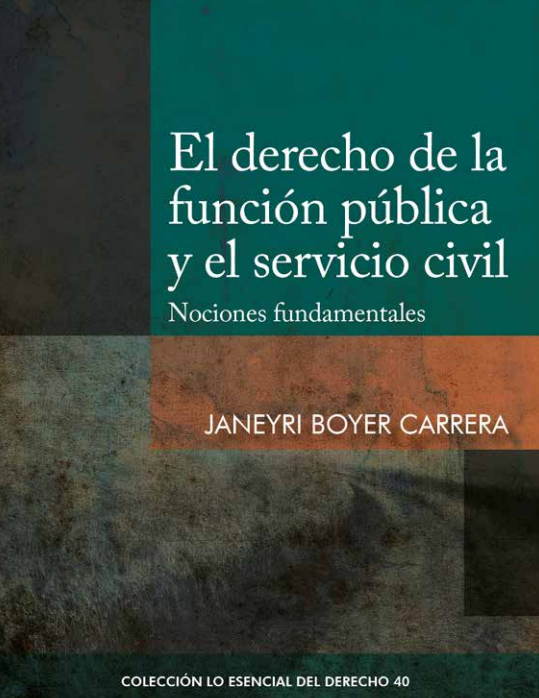 El derecho de la
función pública
y el servicio civil
Nociones fundamentales
JANEYRI BOYER CARRERA
COLECCIÓN LO ESENCIAL DEL DERECHO 40